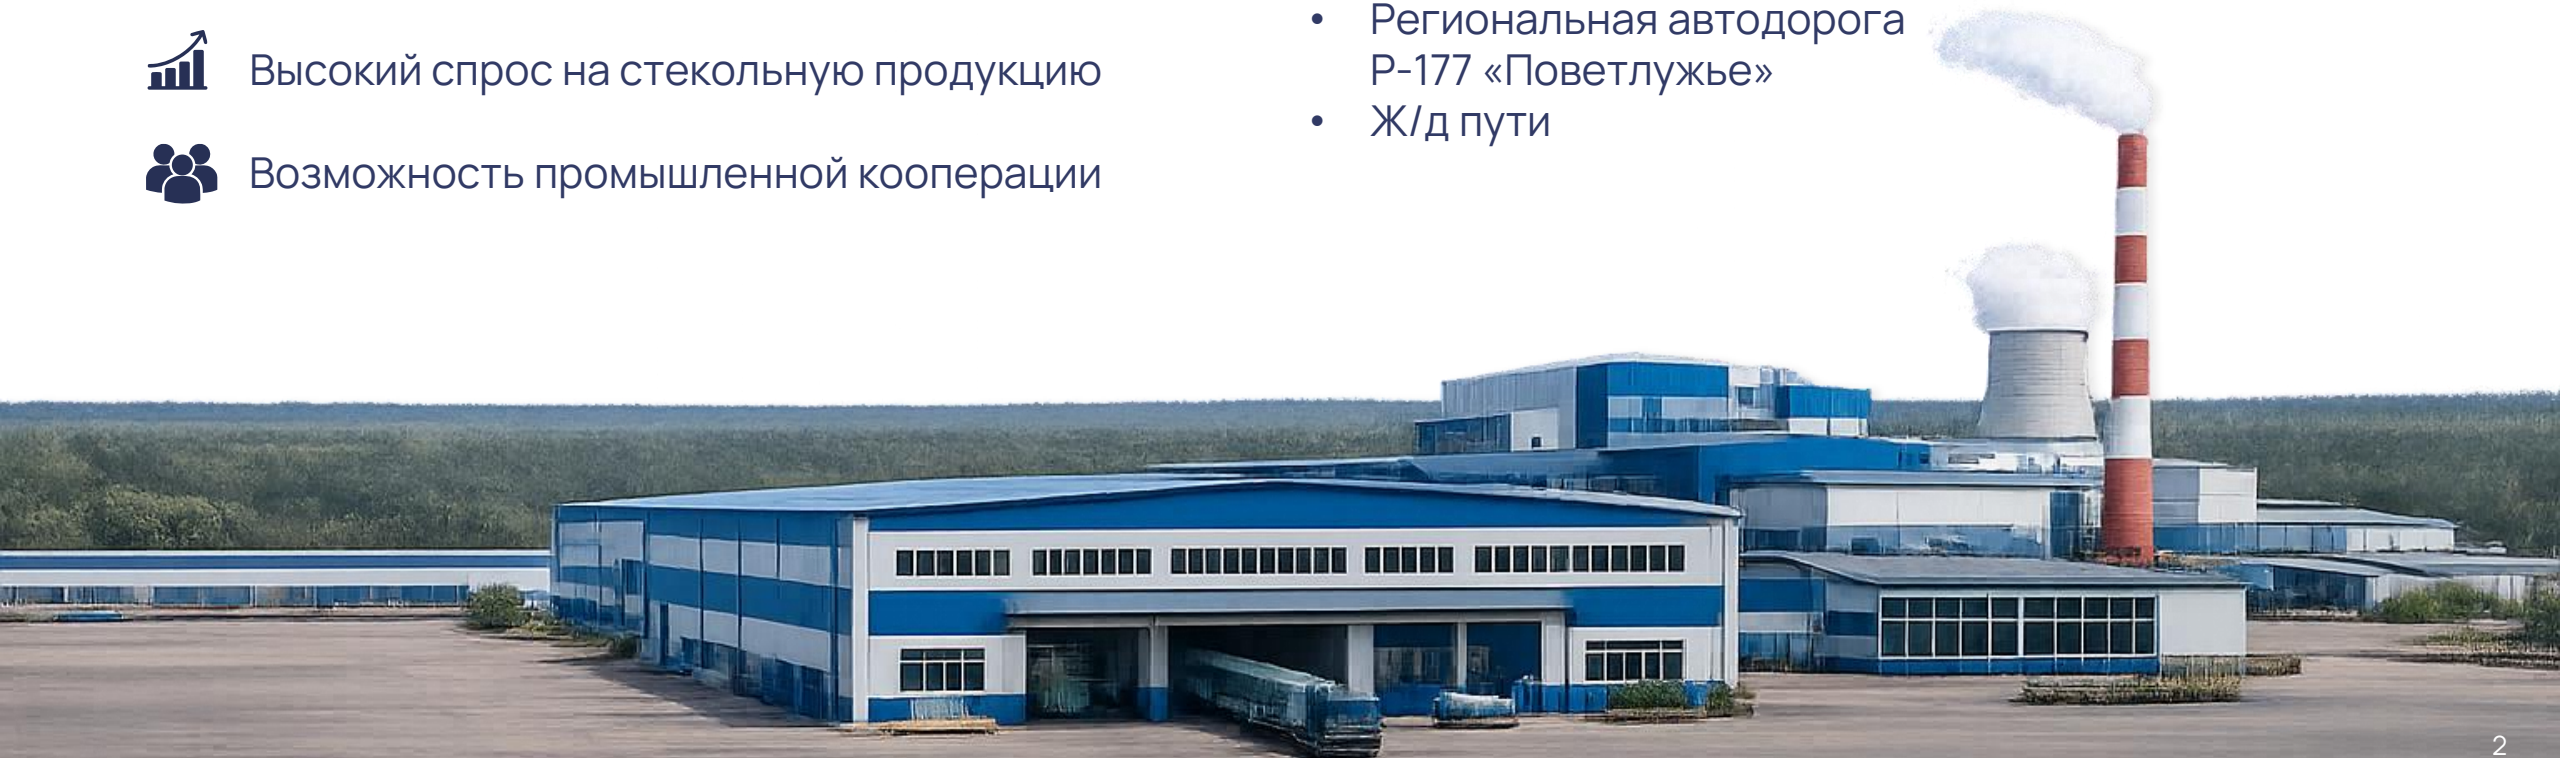 Высокий спрос на стекольную продукцию
Возможность промышленной кооперации
• Региональная автодорога
Р-177 «Поветлужье»
• Ж/д пути
2